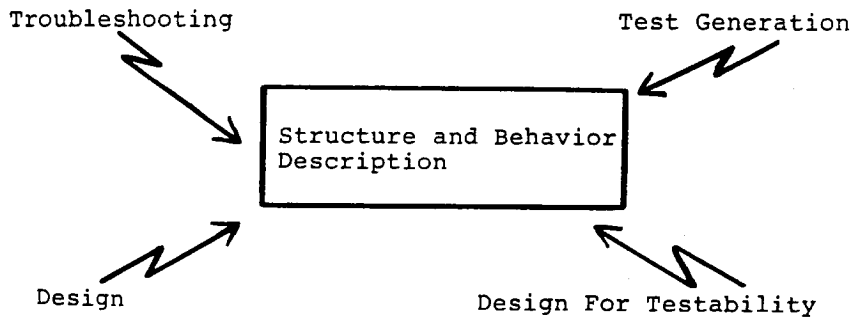 Troubleshooting
Test Generation
Structure and Behavior
Description
Design
Design For Testability